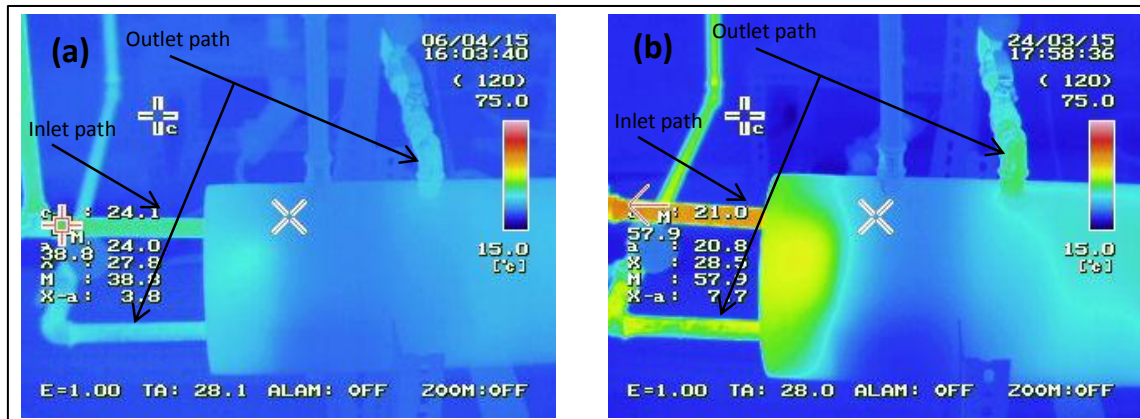 (a)
Outlet path
06/04/15
16:03:40
( 120)
75.0
Inlet path
c
: 24.1
M
38.8
a : 24.0
X : 27.8
M : 38.8
X-a : 3.8
15.0
[℃]
E=1.00 TA: 28.1 ALAM: OFF ZOOM:OFF
(b)
Outlet path
24/03/15
17:58:36
( 120)
75.0
Inlet path
c
M : 21.0
57.9
a : 20.8
X : 28.5
M : 57.9
X-a : 7.7
15.0
[℃]
E=1.00 TA: 28.0 ALAM: OFF ZOOM:OFF